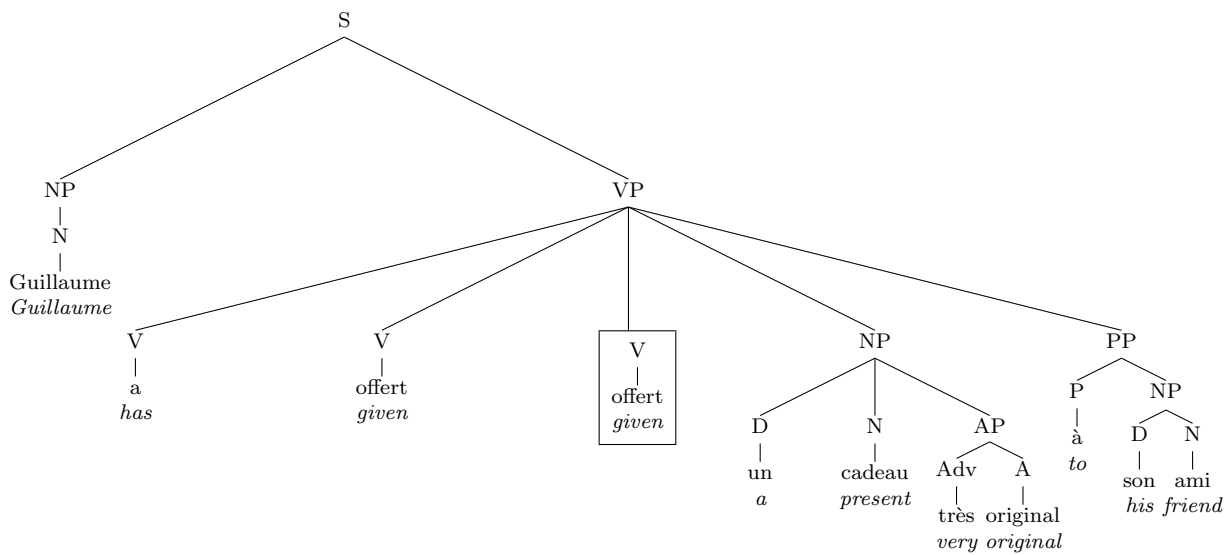 S
NP VP
N
Guillaume
Guillaume
V V V NP PP
a offert offert P NP
has given given D N AP à D N
un cadeau Adv A to son ami
a present très original his friend
very original